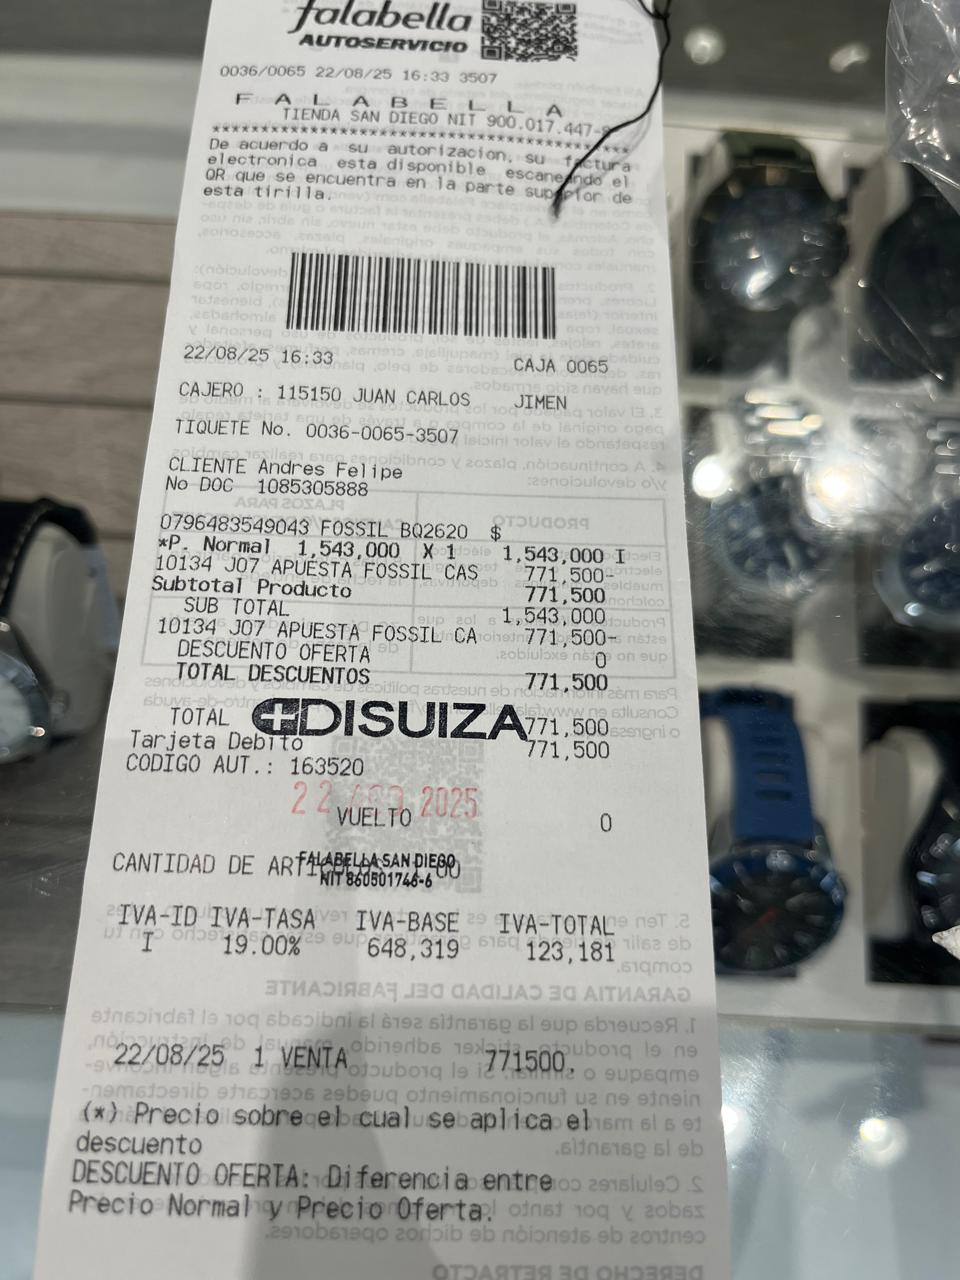 falabella
AUTOSERVICIO
0036/0065 22/08/25 16:33 3507
F A L A B E L L A
TIENDA SAN DIEGO NIT 900.017.447-
****************************************
De acuerdo a su autorizacion, su factura
electronica esta disponible escaneando el
QR que se encuentra en la parte superior de
esta tirilla.
22/08/25 16:33 CAJA 0065
CAJERO : 115150 JUAN CARLOS JIMEN
TIQUETE No. 0036-0065-3507
CLIENTE Andres Felipe
No DOC 1085305888
0796483549043 FOSSIL BQ2620 $
*P. Normal 1,543,000 X 1 1,543,000 I
10134 J07 APUESTA FOSSIL CAS 771,500-
Subtotal Producto 771,500
SUB TOTAL 1,543,000
10134 J07 APUESTA FOSSIL CA 771,500-
DESCUENTO OFERTA 0
TOTAL DESCUENTOS 771,500
TOTAL 771,500
DISUIZA
Tarjeta Debito 771,500
CODIGO AUT.: 163520
22 AGO 2025
VUELTO 0
CANTIDAD DE
FALABELLA SAN DIEGO
NIT 860501746-6
IVA-ID IVA-TASA IVA-BASE IVA-TOTAL
I 19.00% 648,319 123,181
22/08/25 1 VENTA 771500.
(*) Precio sobre el cual se aplica el
descuento
DESCUENTO OFERTA: Diferencia entre
Precio Normal y Precio Oferta.